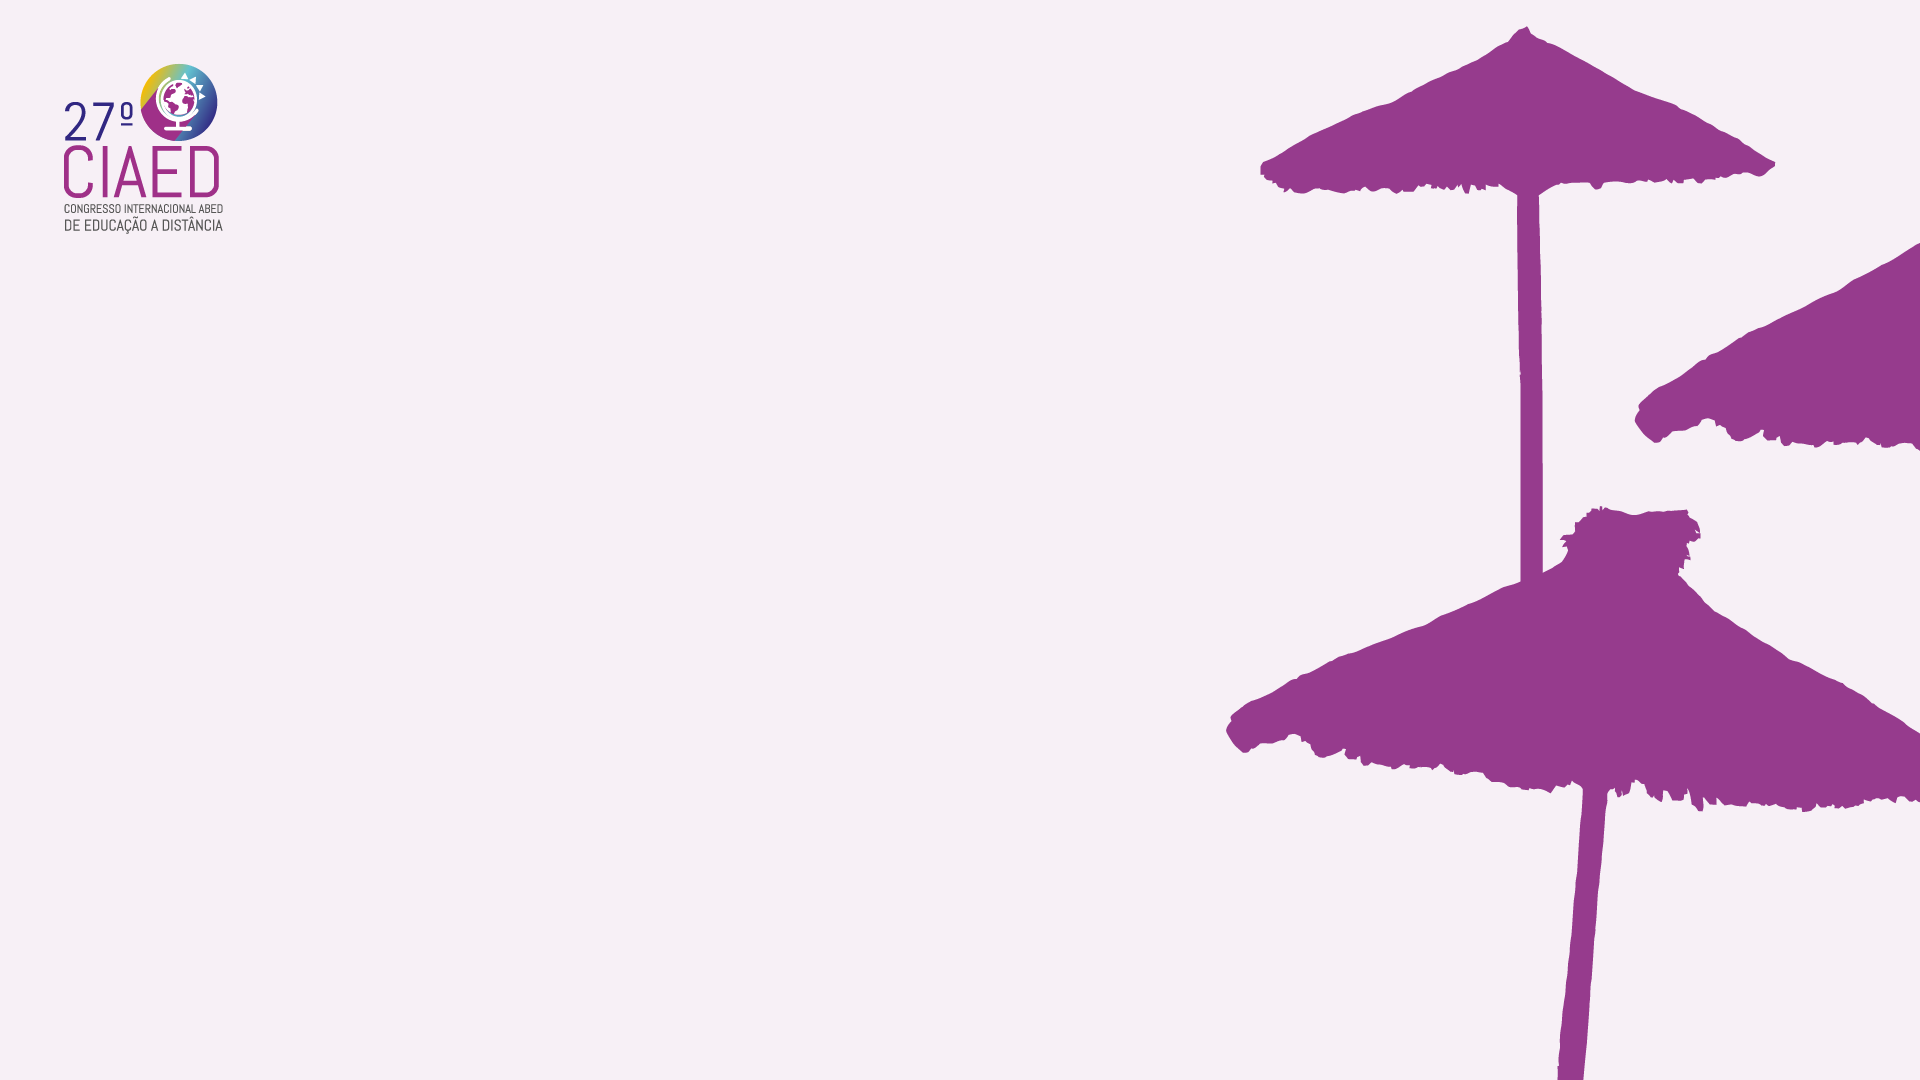 27º
CIAED
CONGRESSO INTERNACIONAL ABED
DE EDUCAÇÃO A DISTÂNCIA